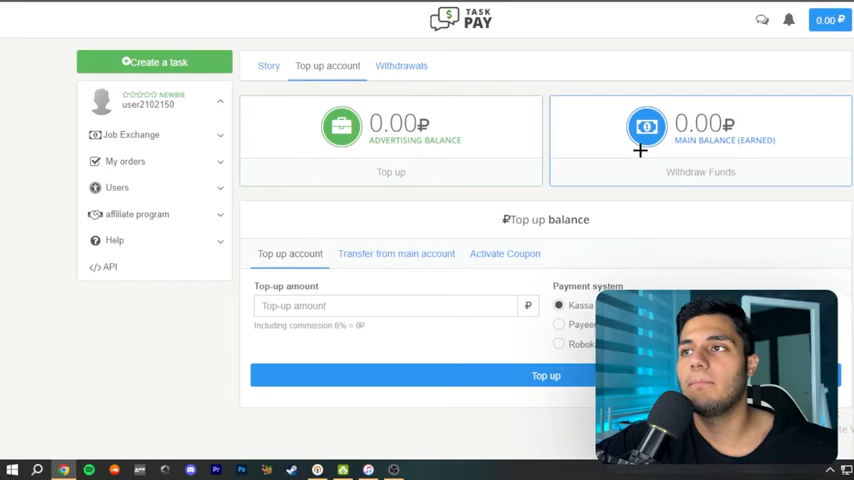 TASK
PAY
0.00₽
Create a task
Story
Top up account
Withdrawals
NEWBIE
user2102150
Job Exchange
My orders
Users
affiliate program
Help
</> API
0.00₽
ADVERTISING BALANCE
Top up
0.00₽
MAIN BALANCE (EARNED)
Withdraw Funds
₽Top up balance
Top up account
Transfer from main account
Activate Coupon
Top-up amount
Top-up amount
₽
Including commission 6% = 0₽
Payment system
Kassa
Payee
Robok
Top up